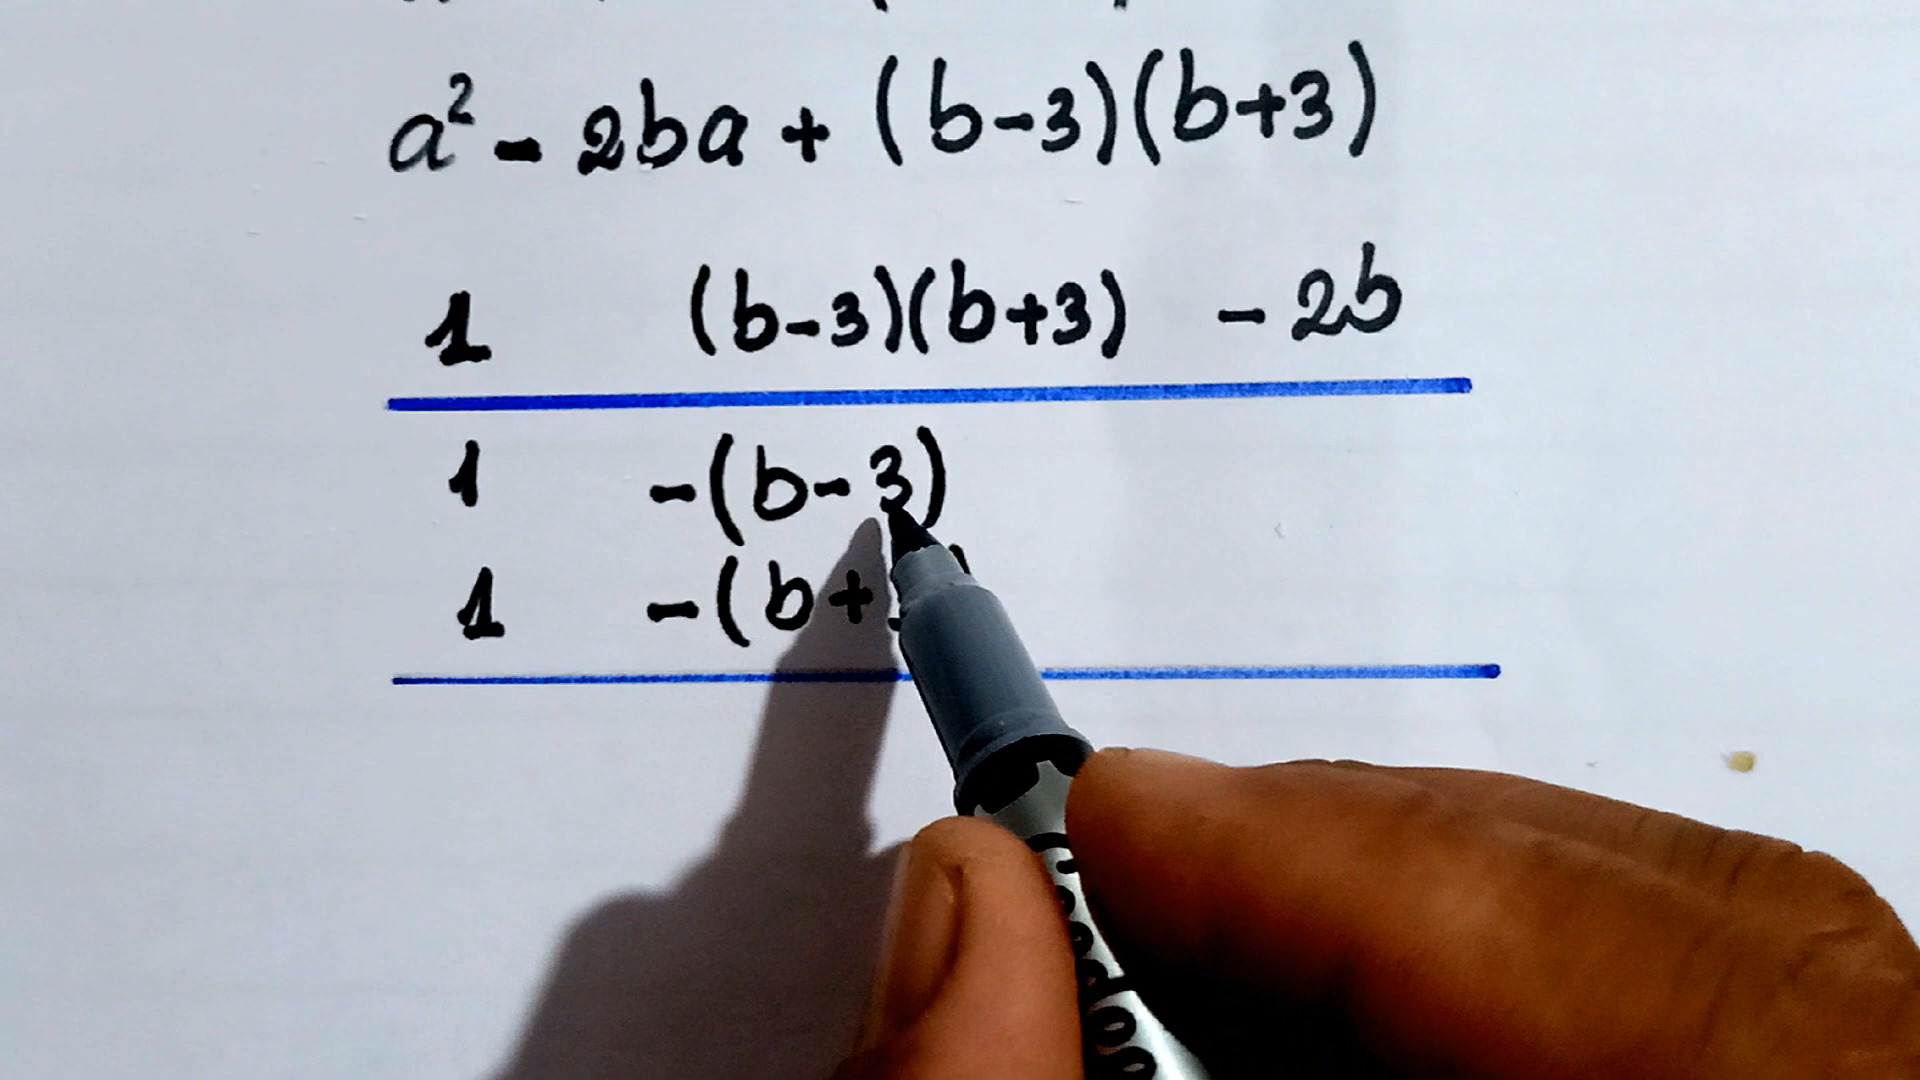 a² - 2ba + (b-3)(b+3)
1 (b-3)(b+3) - 2b
1 -(b-3)
1 -(b+